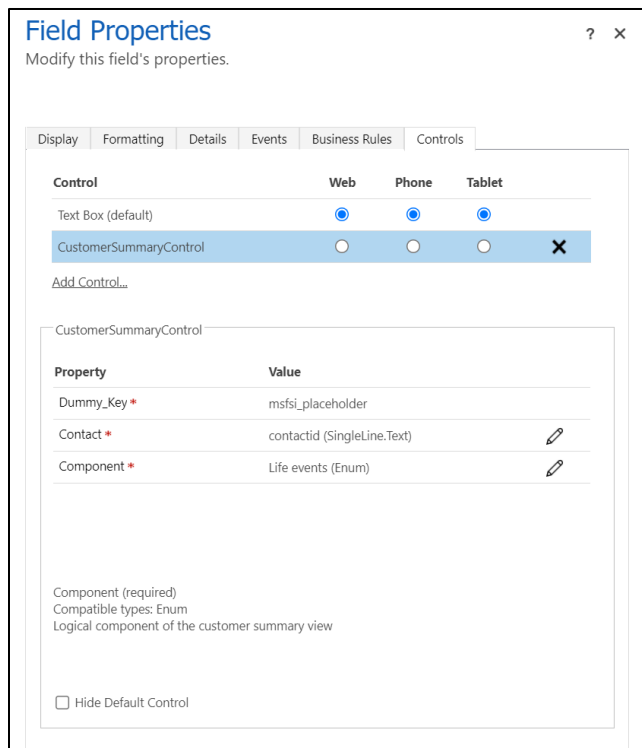 Field Properties
? ×
Modify this field's properties.
Display Formatting Details Events Business Rules Controls
Control Web Phone Tablet
Text Box (default)
CustomerSummaryControl
Add Control...
CustomerSummaryControl
Property Value
Dummy_Key * msfsi_placeholder
Contact * contactid (SingleLine.Text)
Component * Life events (Enum)
Component (required)
Compatible types: Enum
Logical component of the customer summary view
Hide Default Control